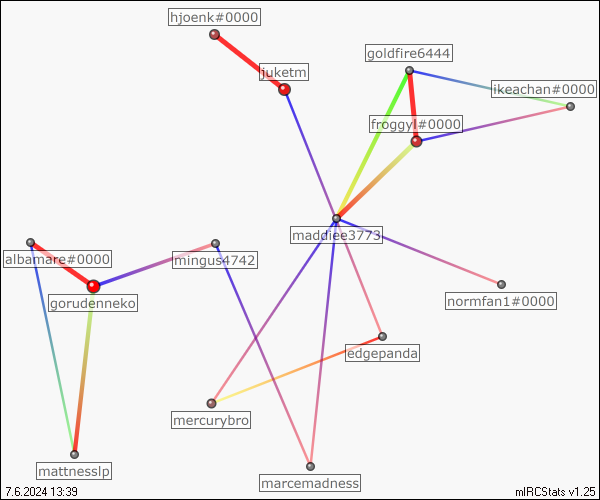 hjoenk#0000
goldfire6444
juketm
ikeachan#0000
froggyl#0000
maddiee3773
albamare#0000
mingus4742
gorudenneko
normfan1#0000
edgepanda
mercurybro
mattnesslp
marcemadness
7.6.2024 13:39
mIRCStats v1.25